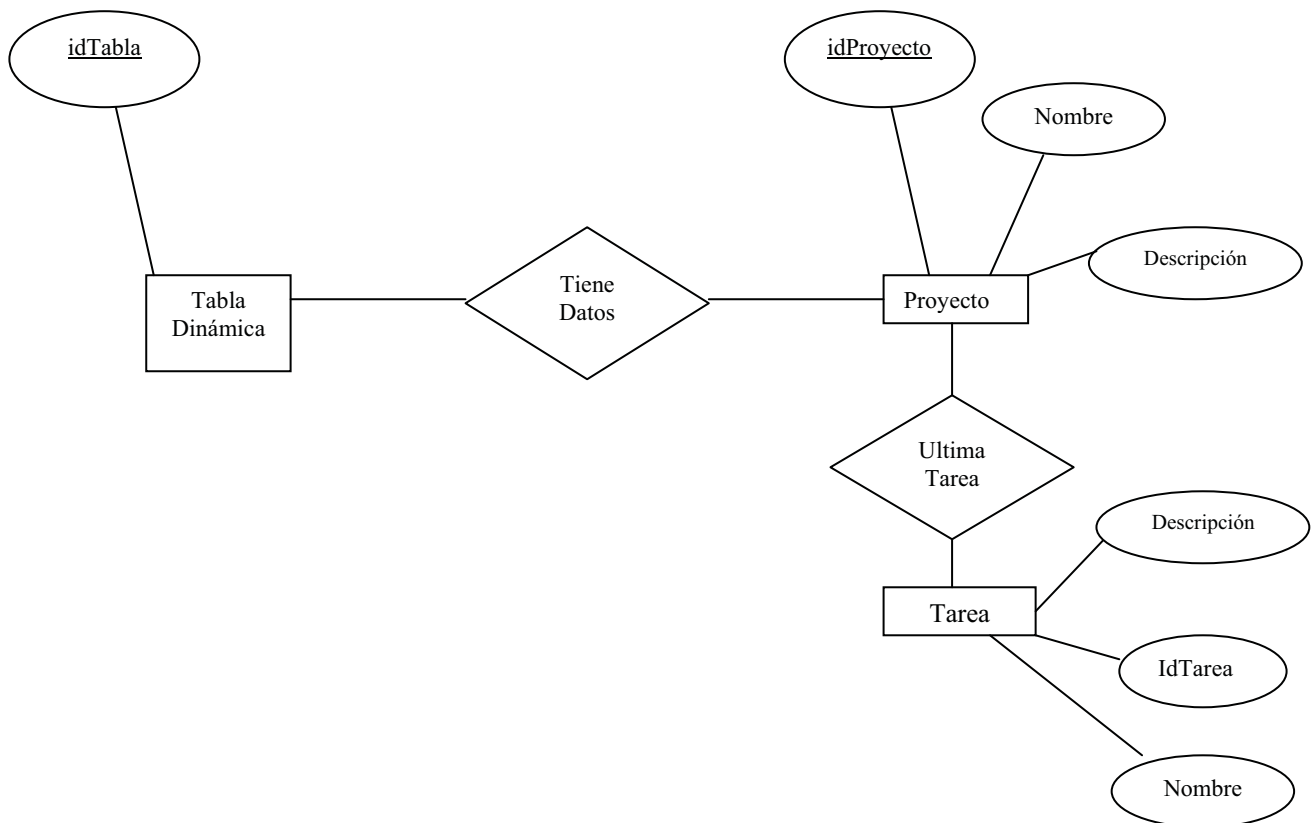 idTabla
idProyecto
Nombre
Descripción
Tabla
Dinámica
Tiene
Datos
Proyecto
Ultima
Tarea
Descripción
Tarea
IdTarea
Nombre